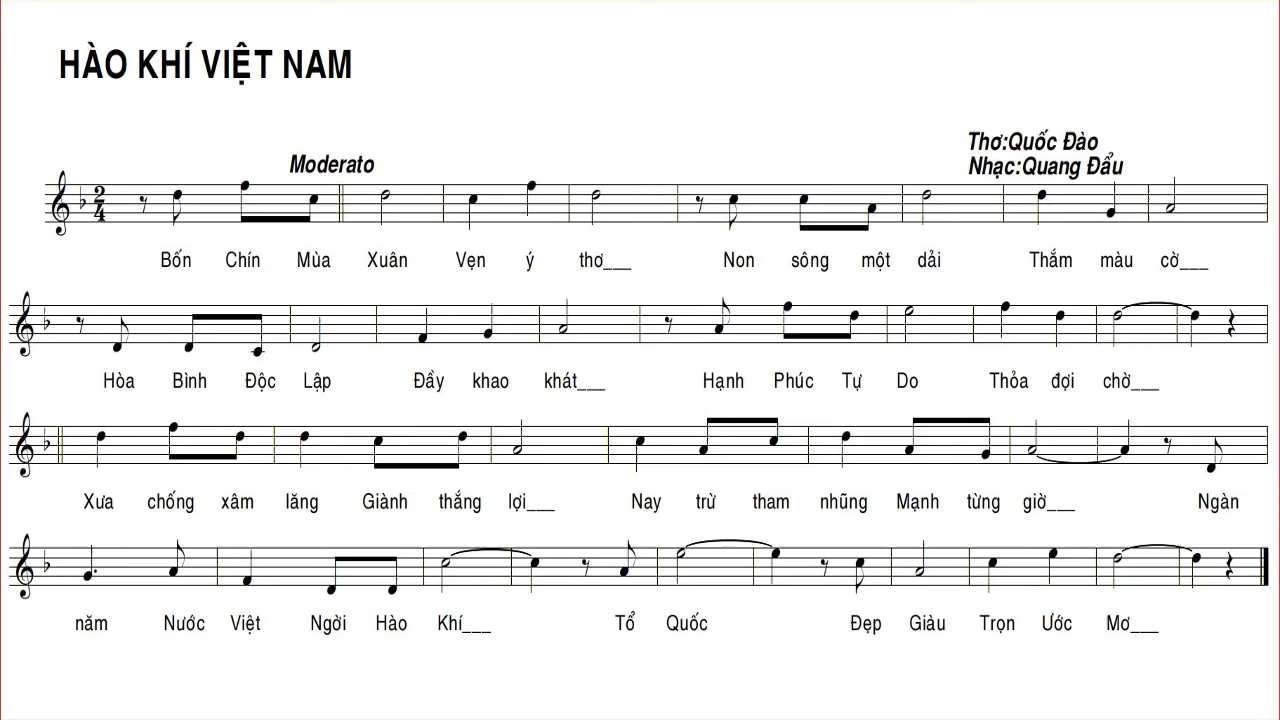 HÀO KHÍ VIỆT NAM
Thơ:Quốc Đào
Moderato
Nhạc:Quang Đẩu
2
4
Bốn Chín Mùa Xuân Vẹn ý thơ___ Non sông một dải Thắm màu cờ___
Hòa Bình Độc Lập Đầy khao khát___ Hạnh Phúc Tự Do Thỏa đợi chờ___
Xưa chống xâm lăng Giành thắng lợi___ Nay trừ tham những Mạnh từng giờ___ Ngàn
năm Nước Việt Ngời Hào Khí___ Tổ Quốc Đẹp Giàu Trọn Ước Mơ___